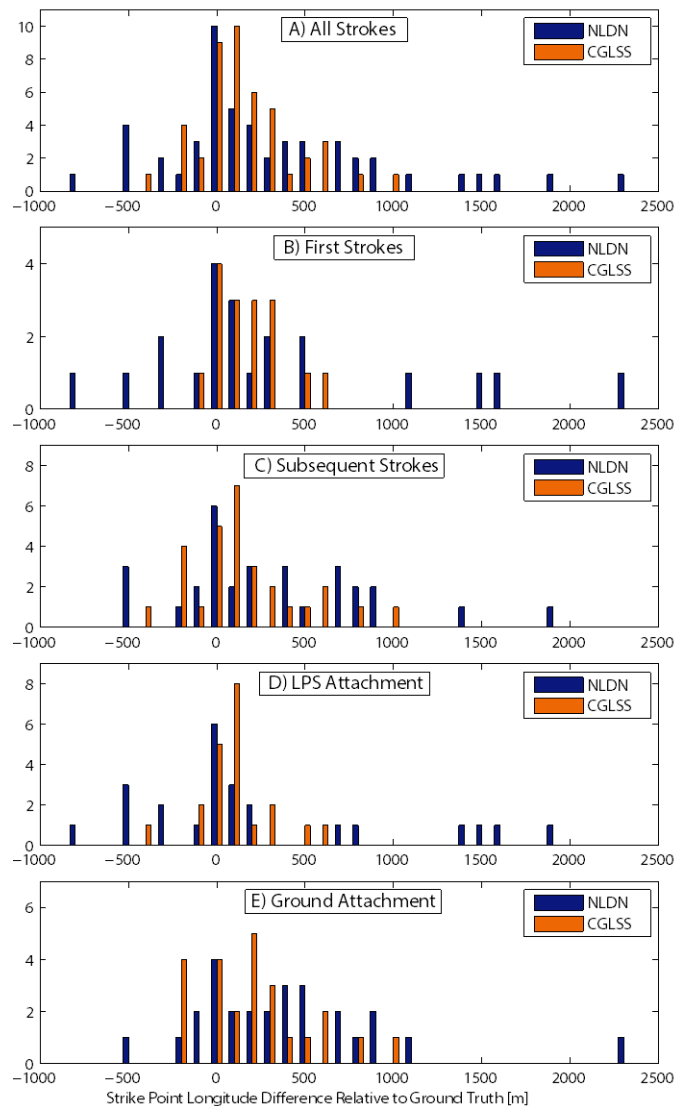 A) All Strokes
NLDN
CGLSS
10
8
6
4
2
0
−1000 −500 0 500 1000 1500 2000 2500
B) First Strokes
NLDN
CGLSS
4
2
0
−1000 −500 0 500 1000 1500 2000 2500
C) Subsequent Strokes
NLDN
CGLSS
8
6
4
2
0
−1000 −500 0 500 1000 1500 2000 2500
D) LPS Attachment
NLDN
CGLSS
8
6
4
2
0
−1000 −500 0 500 1000 1500 2000 2500
E) Ground Attachment
NLDN
CGLSS
6
4
2
0
−1000 −500 0 500 1000 1500 2000 2500
Strike Point Longitude Difference Relative to Ground Truth [m]